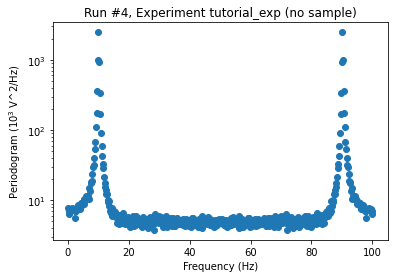 Run #4, Experiment tutorial_exp (no sample)
Periodogram (10³ V^2/Hz)
10³
10²
10¹
0 20 40 60 80 100
Frequency (Hz)